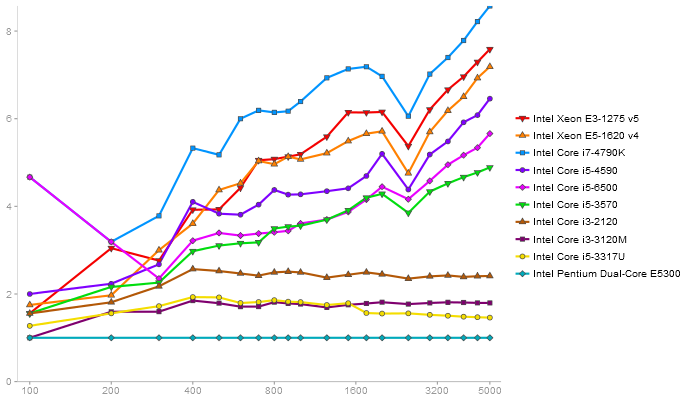 8
6
4
2
0
100 200 400 800 1600 3200 5000
Intel Xeon E3-1275 v5
Intel Xeon E5-1620 v4
Intel Core i7-4790K
Intel Core i5-4590
Intel Core i5-6500
Intel Core i5-3570
Intel Core i3-2120
Intel Core i3-3120M
Intel Core i5-3317U
Intel Pentium Dual-Core E5300